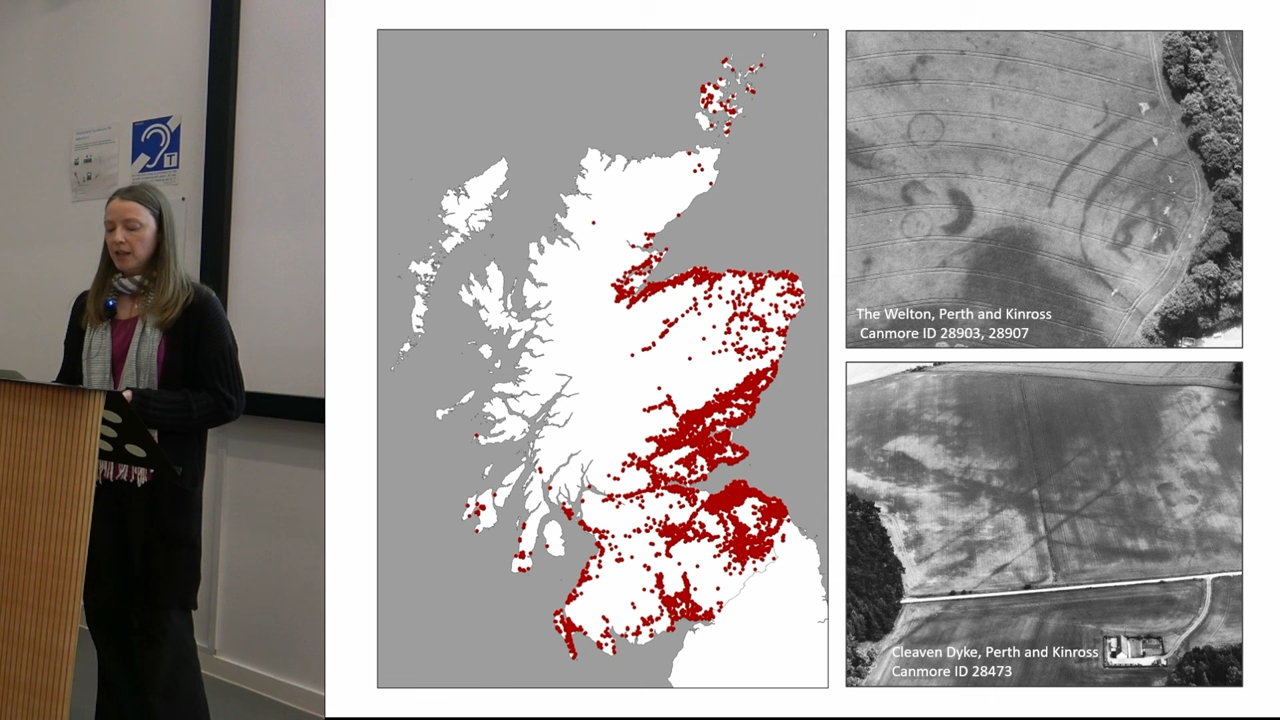 T
The Welton, Perth and Kinross
Canmore ID 28903, 28907
Cleaven Dyke, Perth and Kinross
Canmore ID 28473